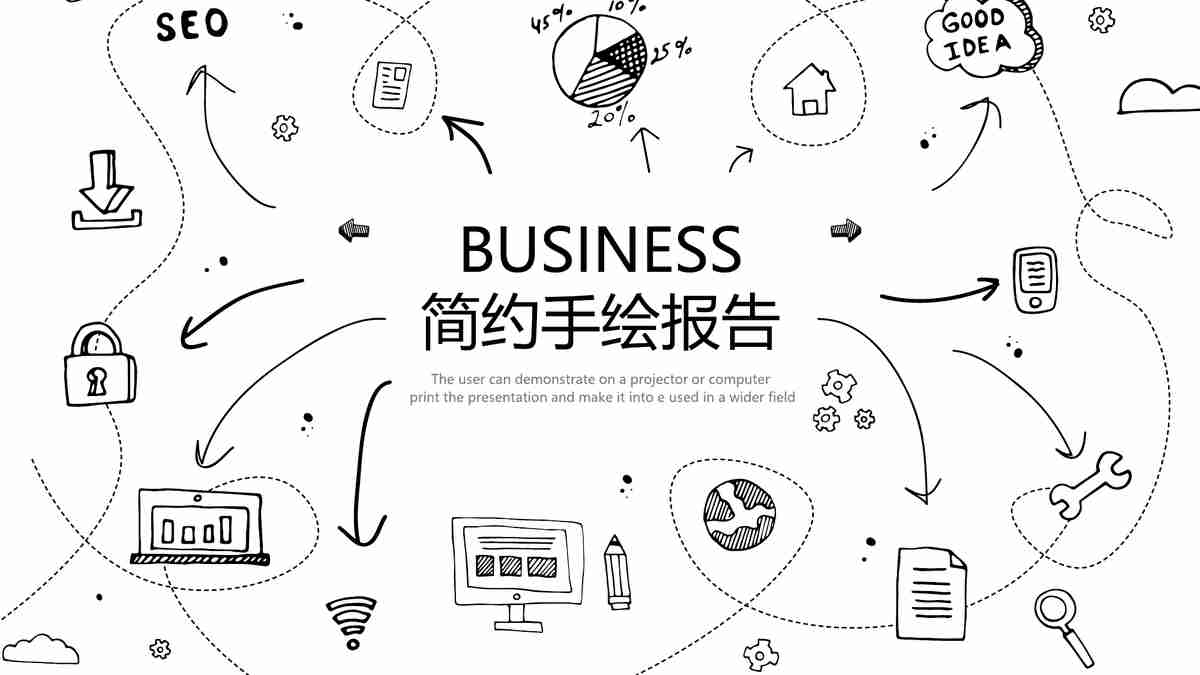 SEO
45%
10%
25%
20%
GOOD
IDEA
BUSINESS
简约手绘报告
The user can demonstrate on a projector or computer
print the presentation and make it into e used in a wider field